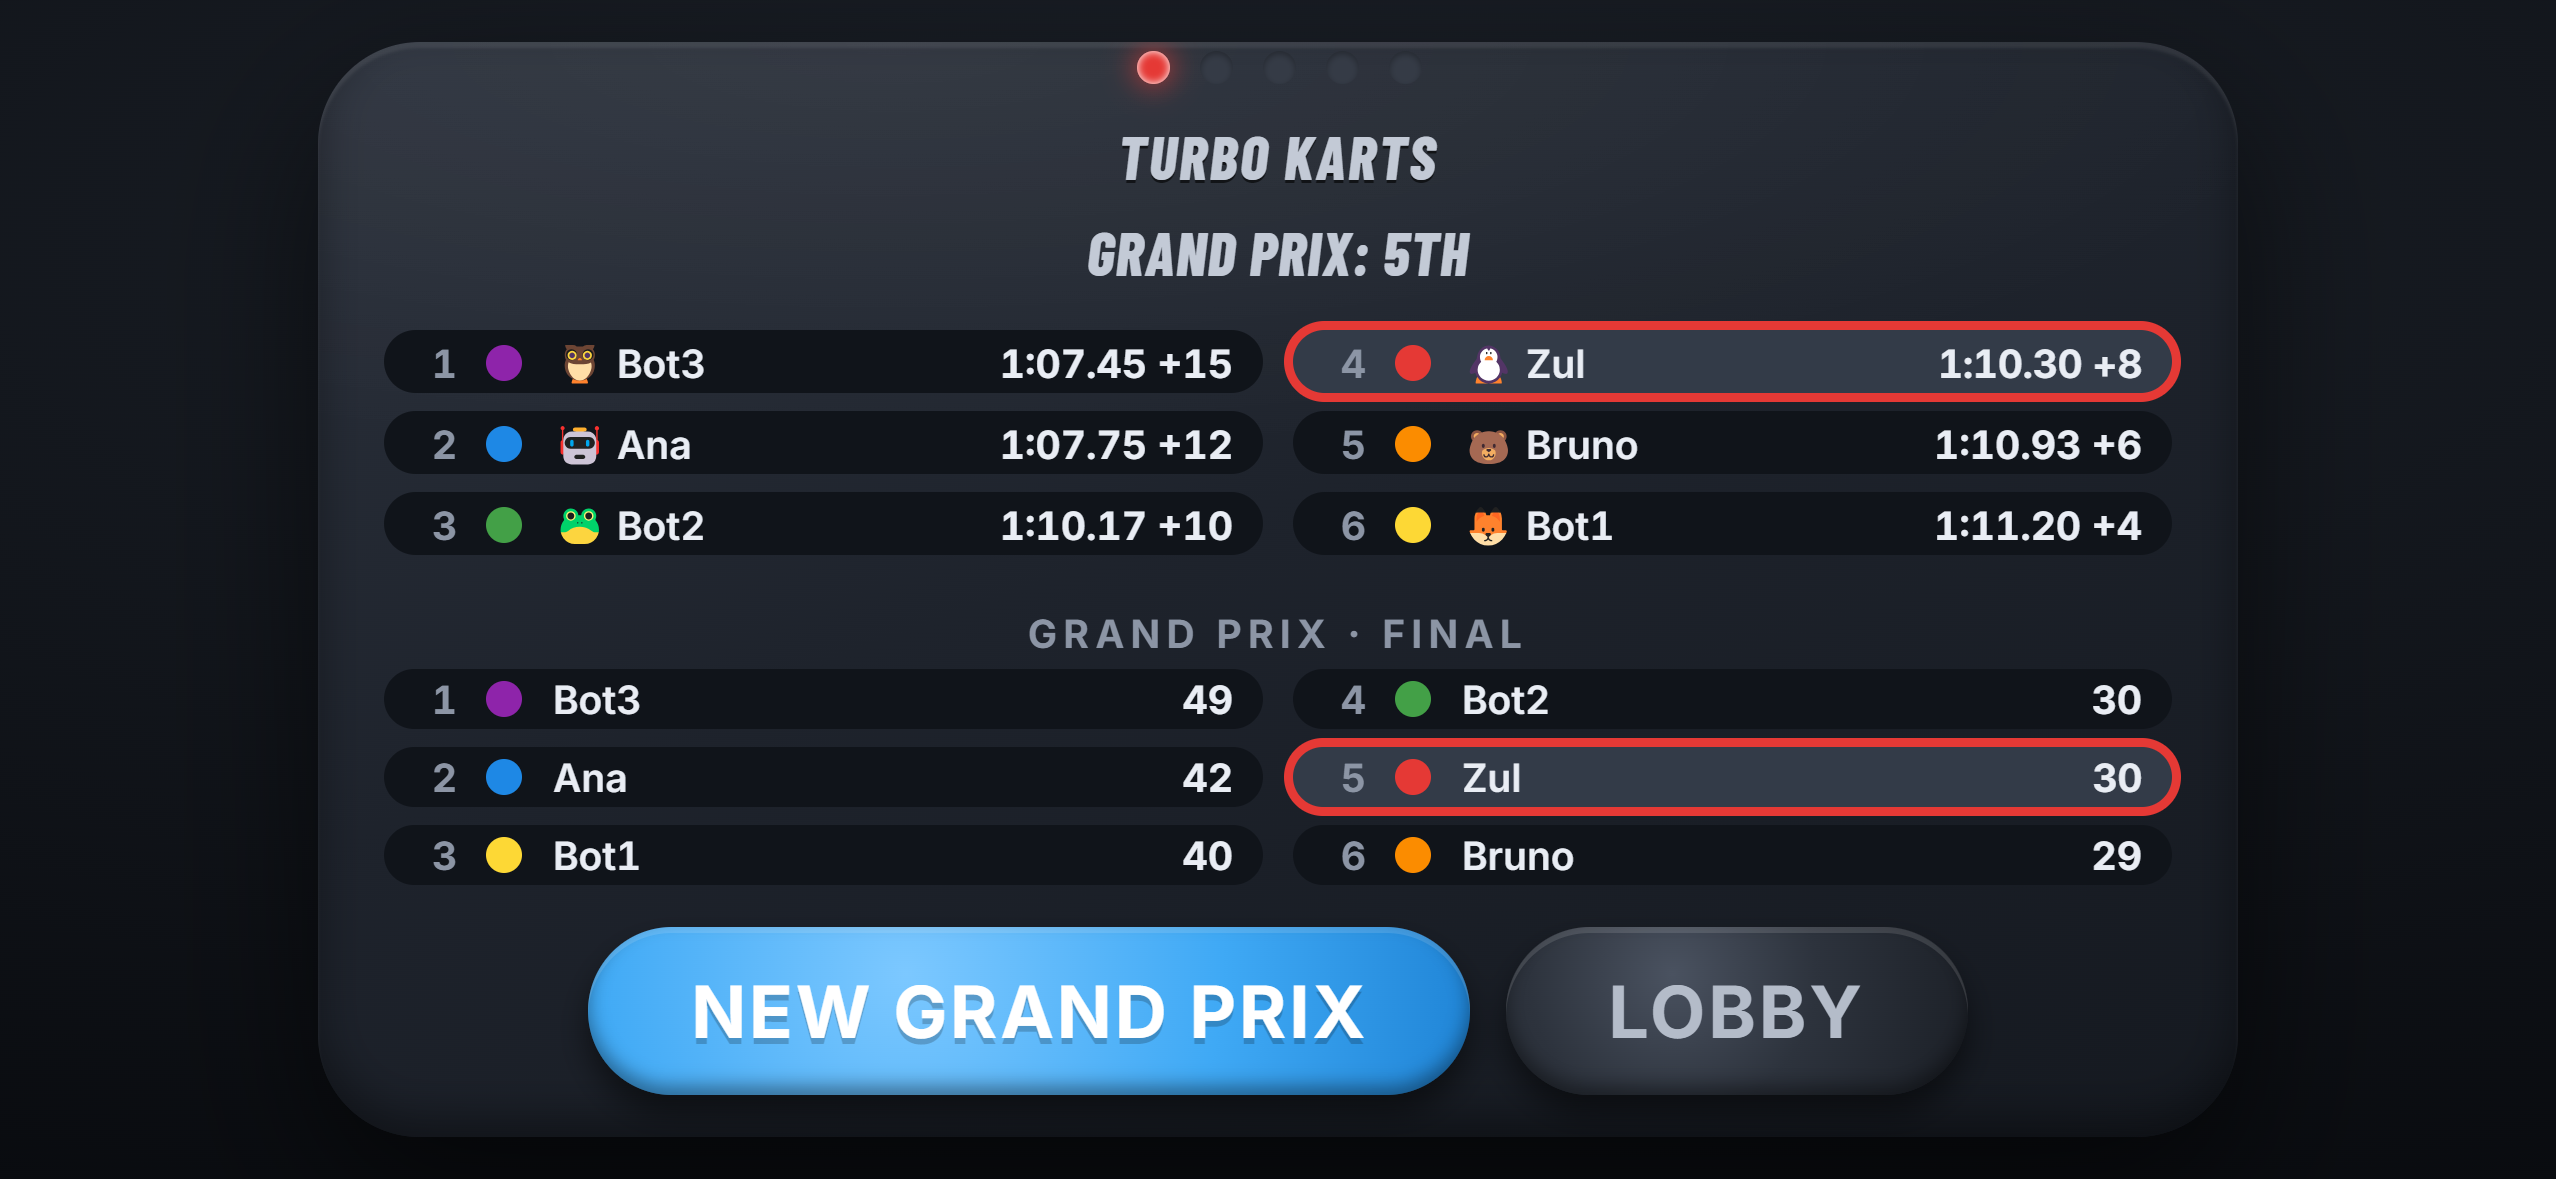 TURBO KARTS
GRAND PRIX: 5TH
1 Bot3 1:07.45 +15
2 Ana 1:07.75 +12
3 Bot2 1:10.17 +10
4 Zul 1:10.30 +8
5 Bruno 1:10.93 +6
6 Bot1 1:11.20 +4
GRAND PRIX · FINAL
1 Bot3 49
2 Ana 42
3 Bot1 40
4 Bot2 30
5 Zul 30
6 Bruno 29
NEW GRAND PRIX
LOBBY